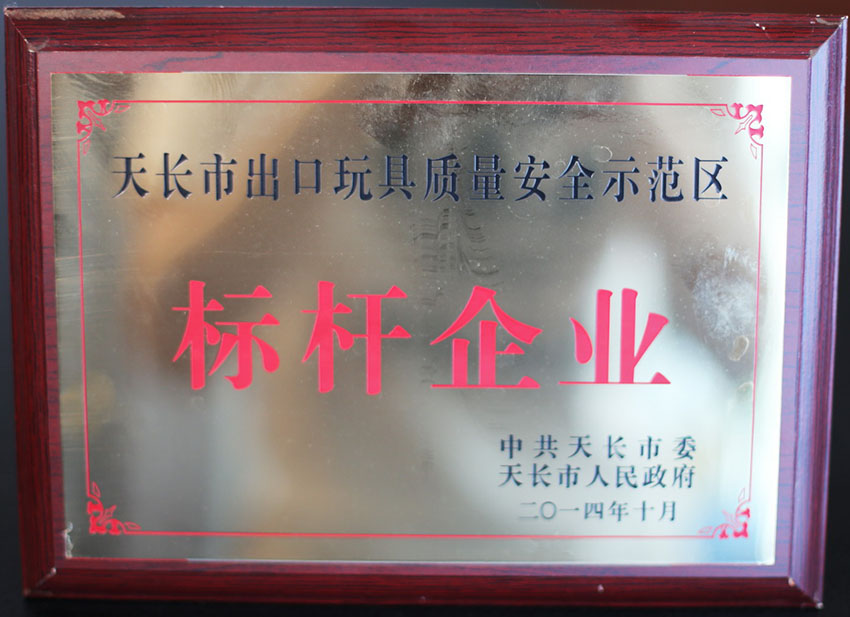 天长市出口玩具质量安全示范区
标杆企业
中共天长市委
天长市人民政府
二〇一四年十月